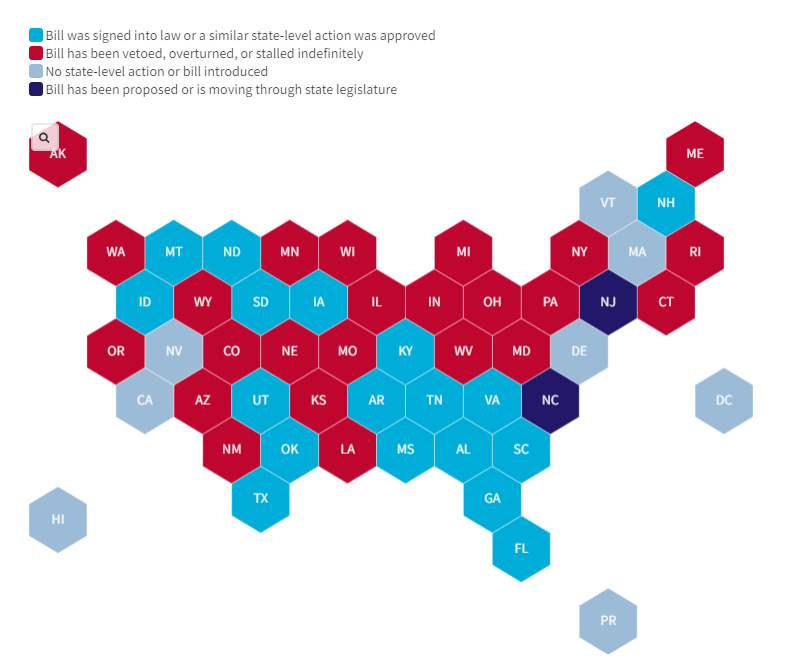 Bill was signed into law or a similar state-level action was approved
Bill has been vetoed, overturned, or stalled indefinitely
No state-level action or bill introduced
Bill has been proposed or is moving through state legislature
AK ME
VT NH
WA MT ND MN WI MI NY MA RI
ID WY SD IA IL IN OH PA NJ CT
OR NV CO NE MO KY WV MD DE
CA AZ UT KS AR TN VA NC DC
NM OK LA MS AL SC
TX GA
HI
FL
PR